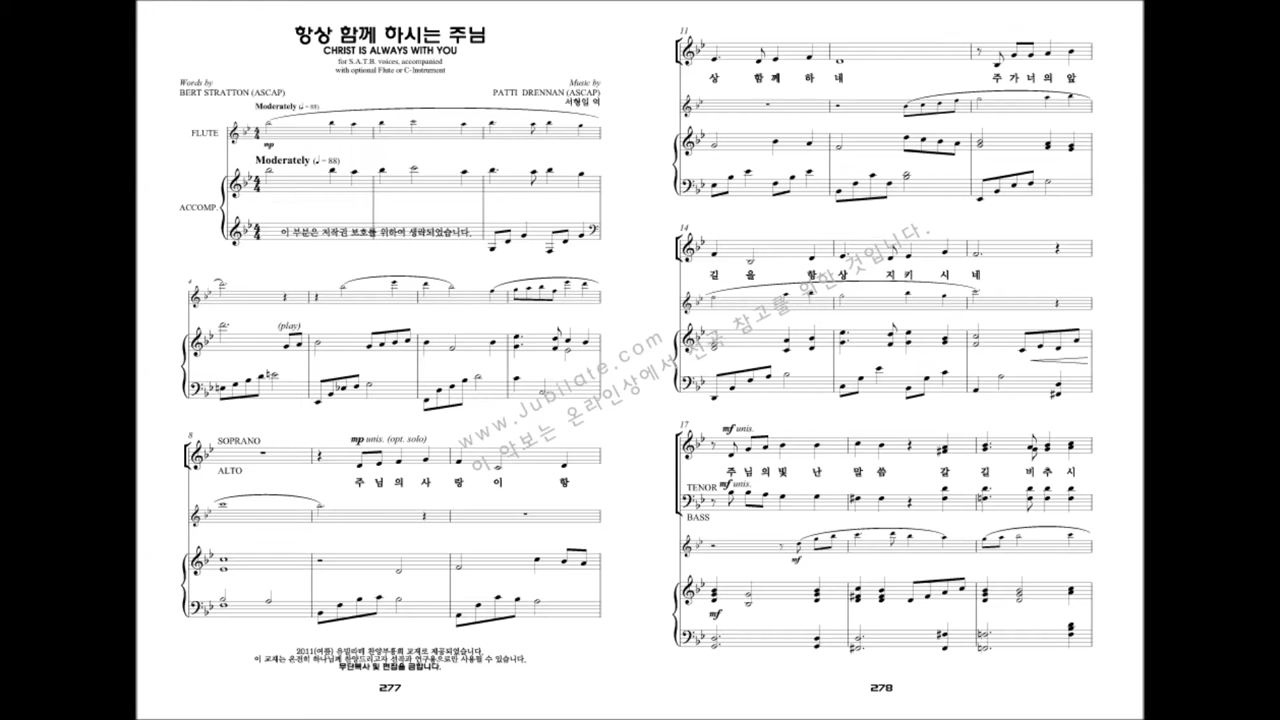 항상 함께 하시는 주님
CHRIST IS ALWAYS WITH YOU
for S.A.T.B. voices, accompanied
with optional Flute or C-Instrument
Words by
BERT STRATTON (ASCAP)
Music by
PATTI DRENNAN (ASCAP)
서형일 역
Moderately (♩= 88)
FLUTE
mp
Moderately (♩= 88)
ACCOMP.
이 부분은 저작권 보호를 위하여 생략되었습니다.
4
(play)
8
SOPRANO
mp unis. (opt. solo)
ALTO
주 님 의 사 랑 이 항
2011(여름) 쥬빌라떼 찬양부흥회 교재로 제공되었습니다.
이 교재는 온전히 하나님께 찬양드리고자 선곡과 연구용으로만 사용될 수 있습니다.
무단복사 및 편집을 금합니다.
277
11
상 함 께 하 네 주 가 너 의 앞
14
길 을 항 상 지 키 시 네
17
mf unis.
주 님 의 빛 난 말 씀 갈 길 비 추 시
TENOR
mf unis.
BASS
mf
mf
278
www.Jubilate.com
이 악보는 온라인상에서 선곡 참고를 위한 것입니다.